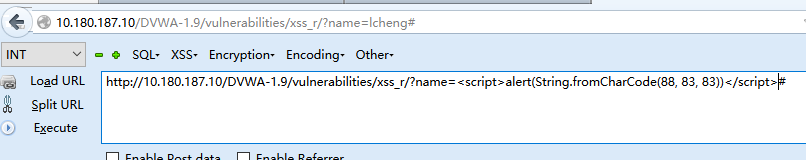 10.180.187.10/DVWA-1.9/vulnerabilities/xss_r/?name=lcheng#
INT SQL▾ XSS▾ Encryption▾ Encoding▾ Other▾
Load URL
http://10.180.187.10/DVWA-1.9/vulnerabilities/xss_r/?name=<script>alert(String.fromCharCode(88, 83, 83))</script>#
Split URL
Execute
Enable Post data Enable Referrer